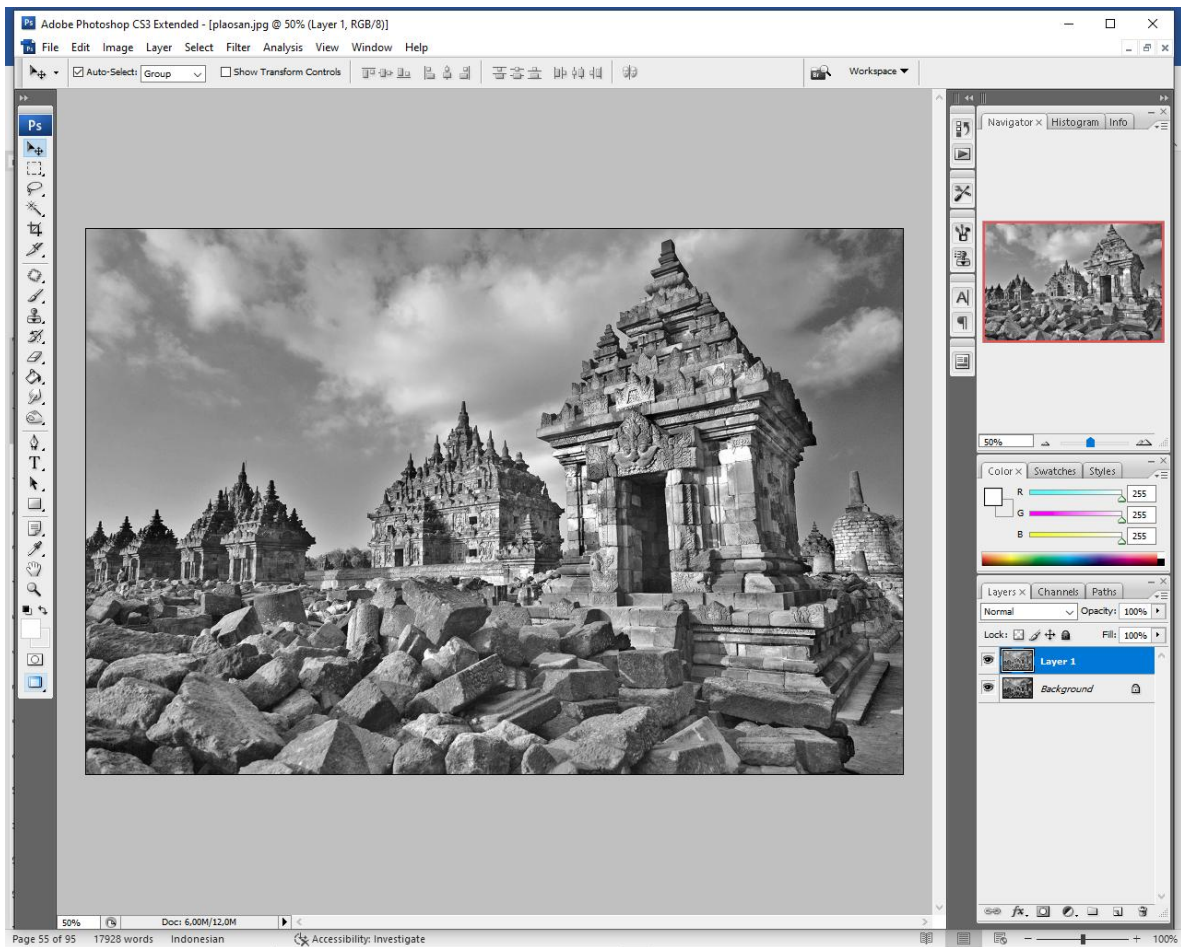 Adobe Photoshop CS3 Extended - [plaosan.jpg @ 50% (Layer 1, RGB/8)]
File Edit Image Layer Select Filter Analysis View Window Help
Auto-Select: Group Show Transform Controls Workspace
Ps
Navigator Histogram Info
50%
Color Swatches Styles
R 255
G 255
B 255
Layers Channels Paths
Normal Opacity: 100%
Lock: Fill: 100%
Layer 1
Background
50% Doc: 6,00M/12,0M
Page 55 of 95 17928 words Indonesian Accessibility: Investigate 100%